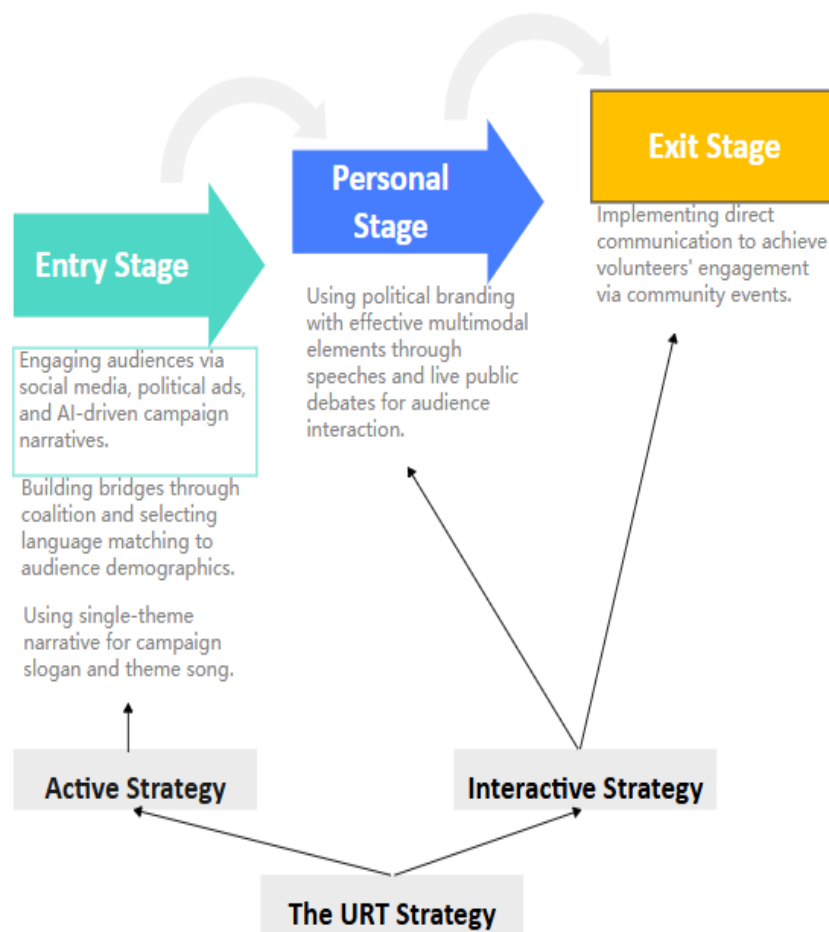 Entry Stage
Engaging audiences via
social media, political ads,
and AI-driven campaign
narratives.
Building bridges through
coalition and selecting
language matching to
audience demographics.
Using single-theme
narrative for campaign
slogan and theme song.
Personal
Stage
Using political branding
with effective multimodal
elements through
speeches and live public
debates for audience
interaction.
Exit Stage
Implementing direct
communication to achieve
volunteers' engagement
via community events.
Active Strategy
Interactive Strategy
The URT Strategy